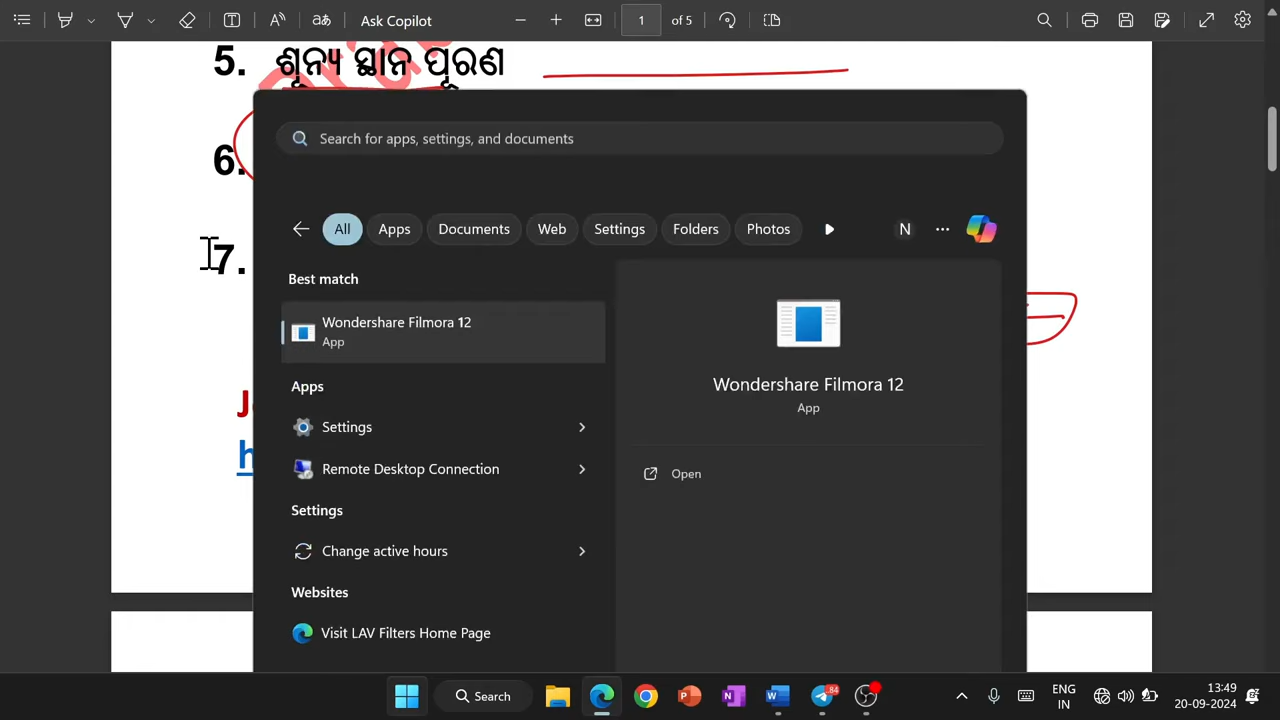 Ask Copilot
1 of 5
5. ଶୂନ୍ୟ ସ୍ଥାନ ପୂରଣ
6.
7.
Search for apps, settings, and documents
All Apps Documents Web Settings Folders Photos N
Best match
Wondershare Filmora 12
App
Apps
Settings
Remote Desktop Connection
Settings
Change active hours
Websites
Visit LAV Filters Home Page
Wondershare Filmora 12
App
Open
Search
84
ENG
IN
13:49
20-09-2024